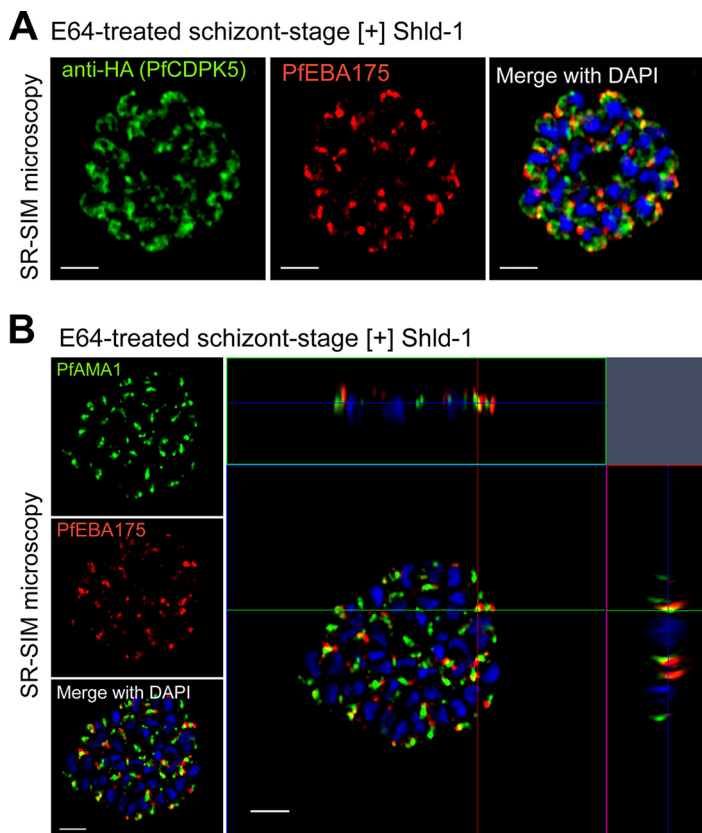 A
E64-treated schizont-stage [+] Shld-1
SR-SIM microscopy
anti-HA (PfCDPK5)
PfEBA175
Merge with DAPI
B
E64-treated schizont-stage [+] Shld-1
SR-SIM microscopy
PfAMA1
PfEBA175
Merge with DAPI